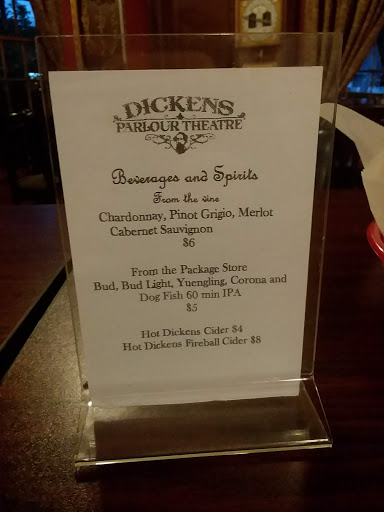 DICKENS
PARLOUR THEATRE
Beverages and Spirits
From the vine
Chardonnay, Pinot Grigio, Merlot
Cabernet Sauvignon
$6
From the Package Store
Bud, Bud Light, Yuengling, Corona and
Dog Fish 60 min IPA
$5
Hot Dickens Cider $4
Hot Dickens Fireball Cider $8